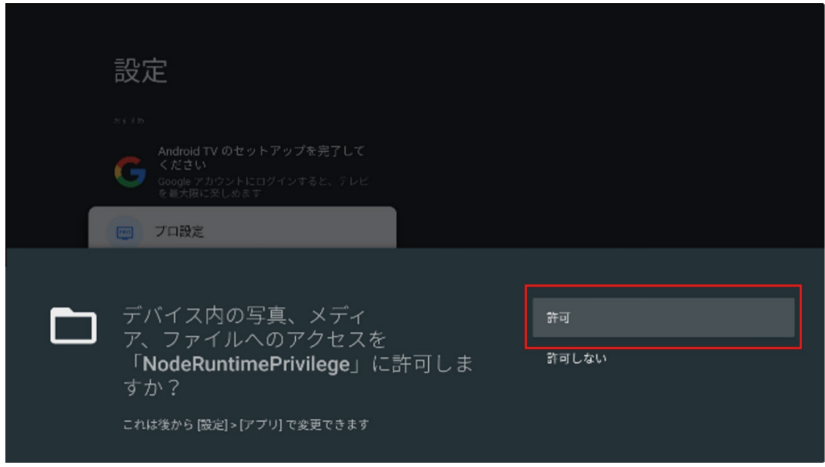 設定
Android TV のセットアップを完了して
ください
Google アカウントにログインすると、テレビ
を最大限に楽しめます
プロ設定
デバイス内の写真、メディ
ア、ファイルへのアクセスを
「NodeRuntimePrivilege」に許可しま
すか？
これは後から [設定] > [アプリ] で変更できます
許可
許可しない